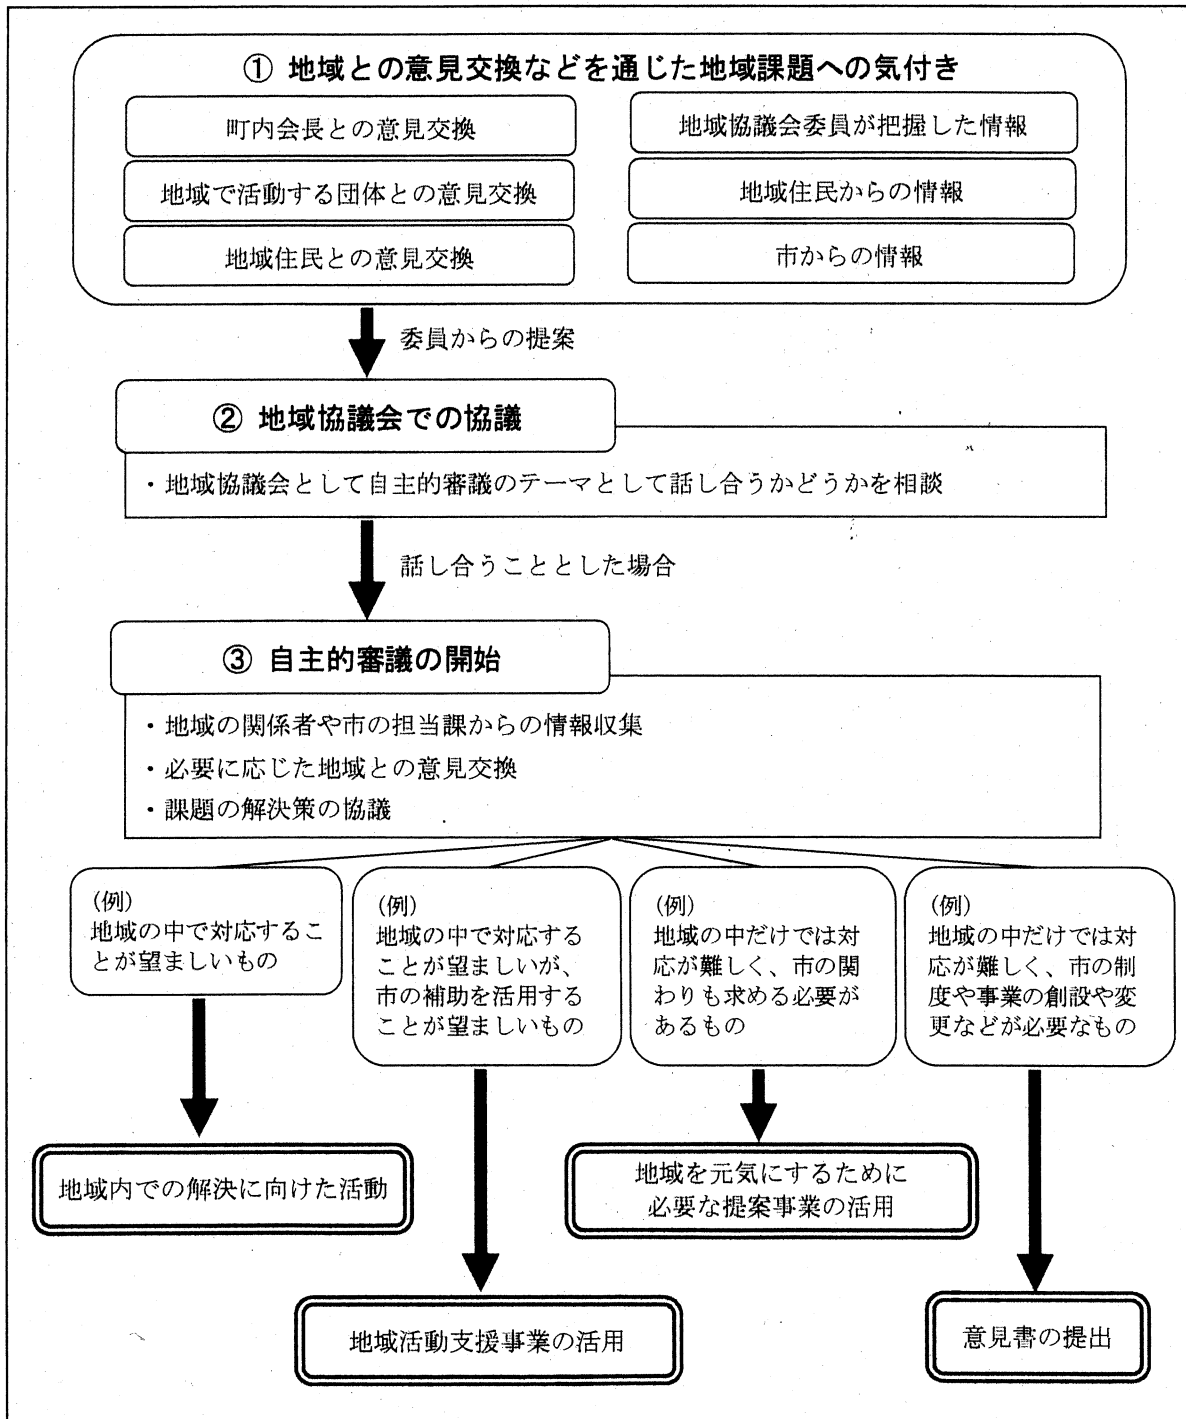 ① 地域との意見交換などを通じた地域課題への気付き
町内会長との意見交換
地域で活動する団体との意見交換
地域住民との意見交換
地域協議会委員が把握した情報
地域住民からの情報
市からの情報
委員からの提案
② 地域協議会での協議
・地域協議会として自主的審議のテーマとして話し合うかどうかを相談
話し合うこととした場合
③ 自主的審議の開始
・地域の関係者や市の担当課からの情報収集
・必要に応じた地域との意見交換
・課題の解決策の協議
(例)
地域の中で対応するこ
とが望ましいもの
(例)
地域の中で対応する
ことが望ましいが、
市の補助を活用する
ことが望ましいもの
(例)
地域の中だけでは対
応が難しく、市の関
わりも求める必要が
あるもの
(例)
地域の中だけでは対
応が難しく、市の制
度や事業の創設や変
更などが必要なもの
地域内での解決に向けた活動
地域活動支援事業の活用
地域を元気にするために
必要な提案事業の活用
意見書の提出